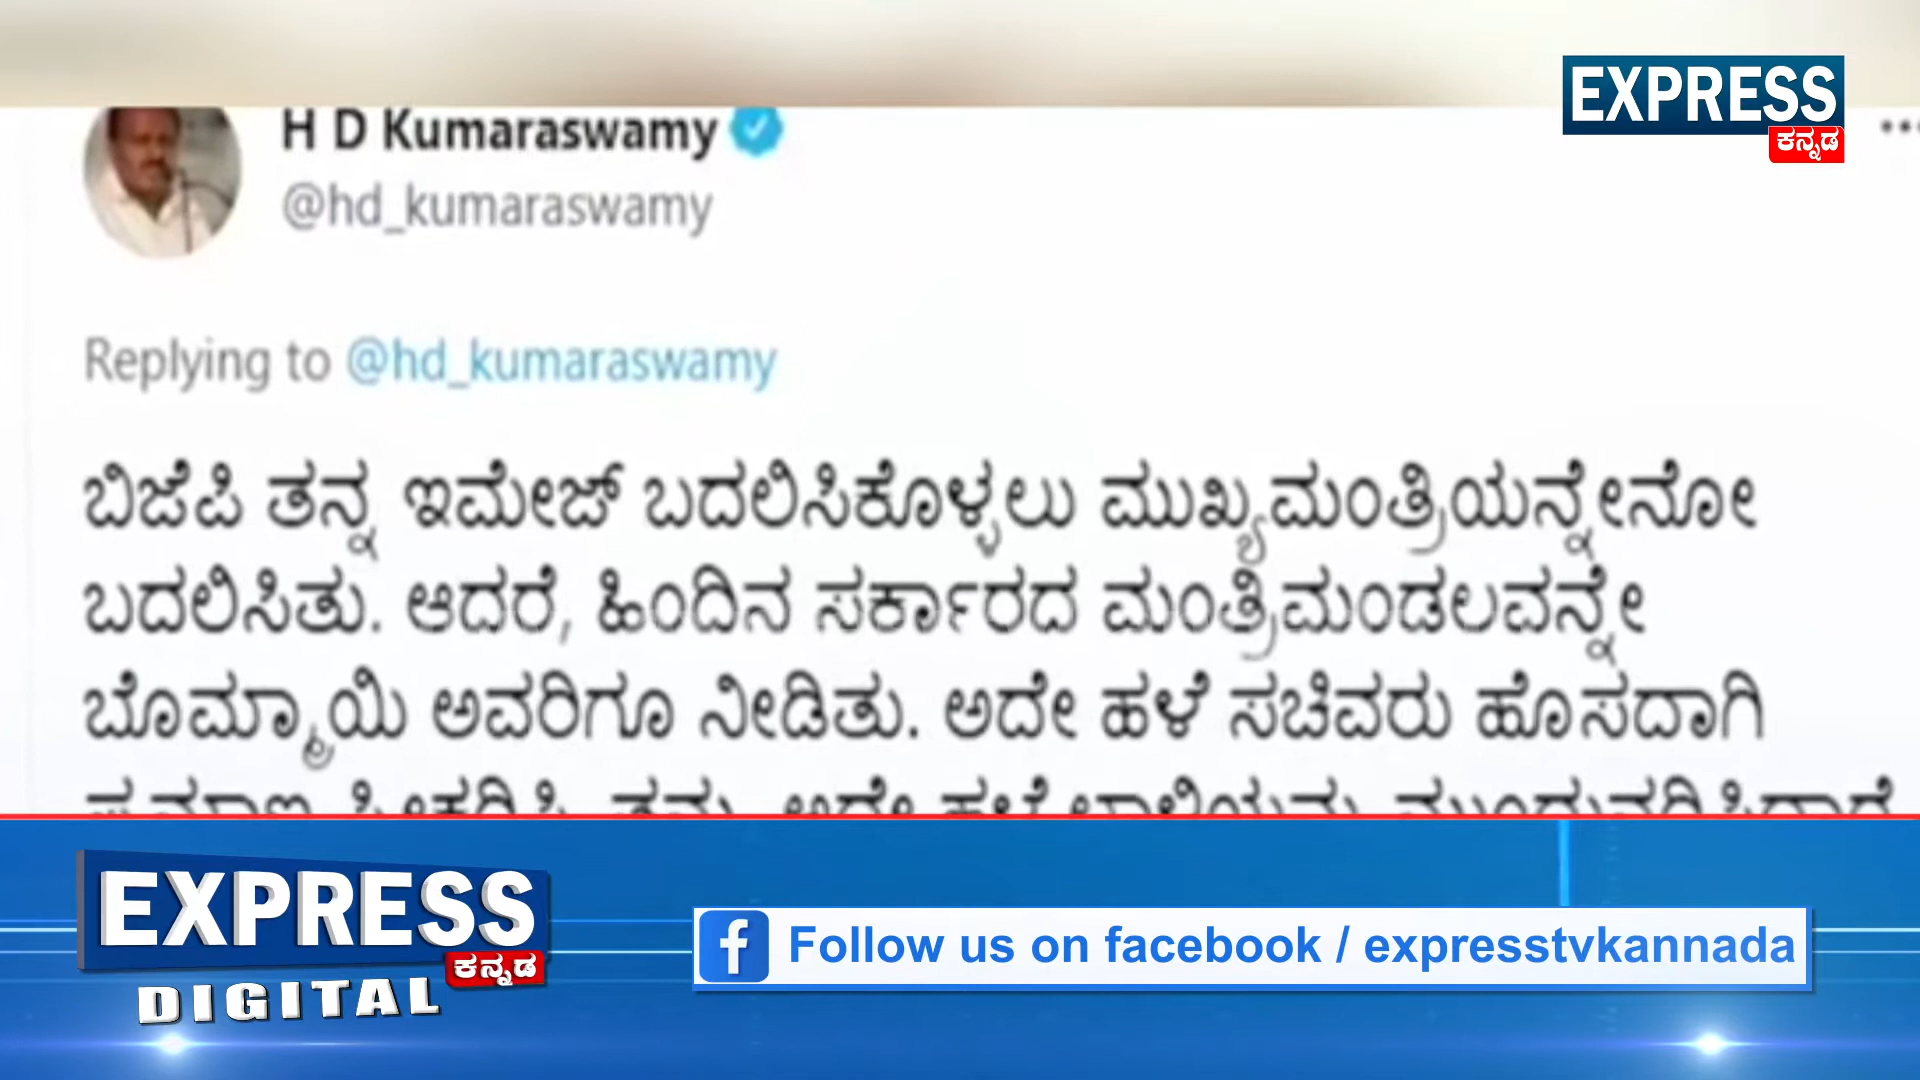 EXPRESS
ಕನ್ನಡ
H D Kumaraswamy
@hd_kumaraswamy
Replying to @hd_kumaraswamy
ಬಿಜೆಪಿ ತನ್ನ ಇಮೇಜ್ ಬದಲಿಸಿಕೊಳ್ಳಲು ಮುಖ್ಯಮಂತ್ರಿಯನ್ನೇನೋ
ಬದಲಿಸಿತು. ಆದರೆ, ಹಿಂದಿನ ಸರ್ಕಾರದ ಮಂತ್ರಿಮಂಡಲವನ್ನೇ
ಬೊಮ್ಮಾಯಿ ಅವರಿಗೂ ನೀಡಿತು. ಅದೇ ಹಳೆ ಸಚಿವರು ಹೊಸದಾಗಿ
EXPRESS
ಕನ್ನಡ
DIGITAL
Follow us on facebook / expresstvkannada